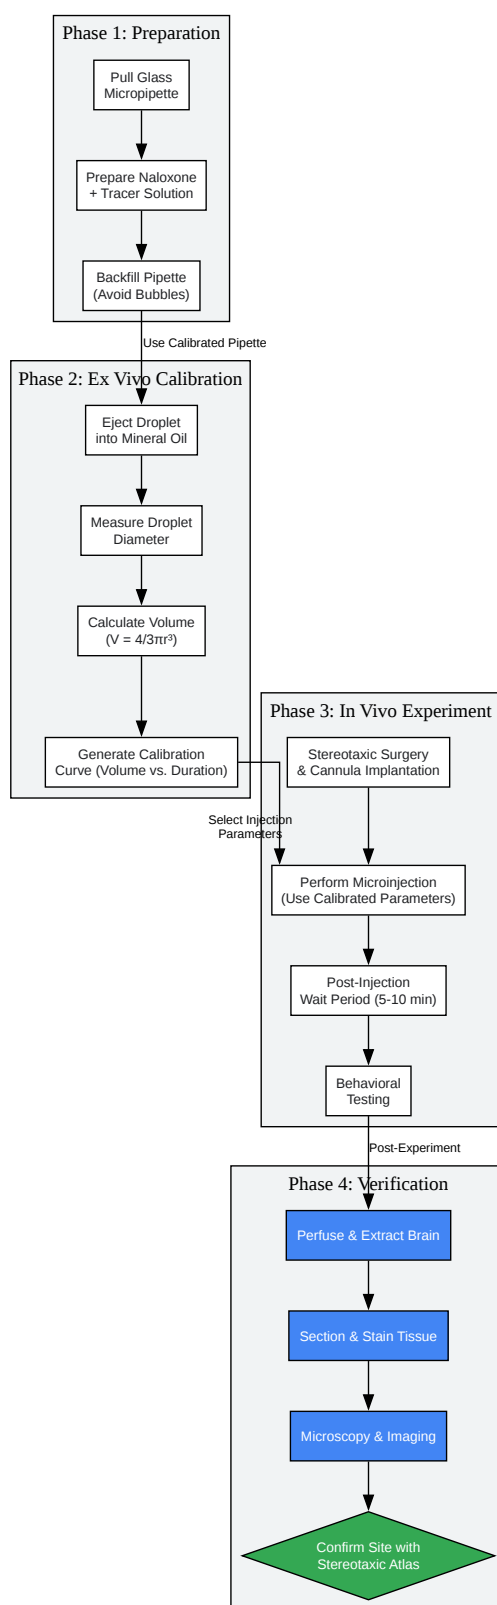 Phase 1: Preparation
Pull Glass
Micropipette
Prepare Naloxone
+ Tracer Solution
Backfill Pipette
(Avoid Bubbles)
Use Calibrated Pipette
Phase 2: Ex Vivo Calibration
Eject Droplet
into Mineral Oil
Measure Droplet
Diameter
Calculate Volume
(V = 4/3πr³)
Generate Calibration
Curve (Volume vs. Duration)
Select Injection
Parameters
Phase 3: In Vivo Experiment
Stereotaxic Surgery
& Cannula Implantation
Perform Microinjection
(Use Calibrated Parameters)
Post-Injection
Wait Period (5-10 min)
Behavioral
Testing
Post-Experiment
Phase 4: Verification
Perfuse & Extract Brain
Section & Stain Tissue
Microscopy & Imaging
Confirm Site with
Stereotaxic Atlas